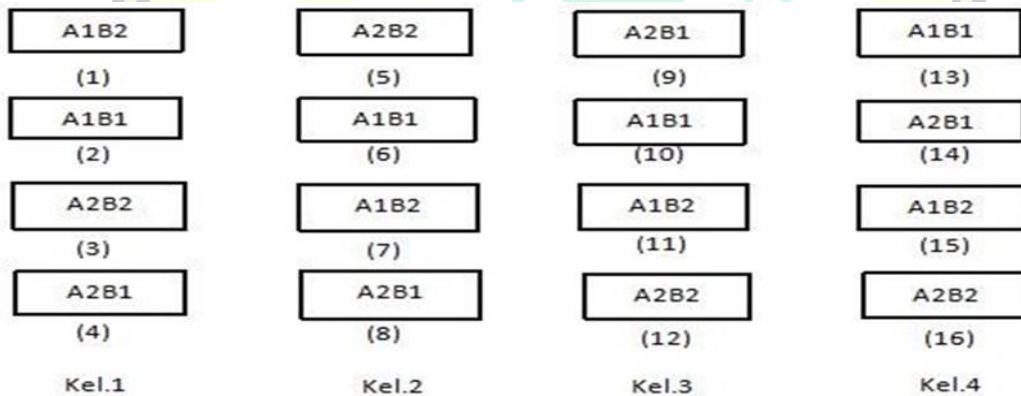 A1B2 A2B2 A2B1 A1B1
(1) (5) (9) (13)
A1B1 A1B1 A1B1 A2B1
(2) (6) (10) (14)
A2B2 A1B2 A1B2 A1B2
(3) (7) (11) (15)
A2B1 A2B1 A2B2 A2B2
(4) (8) (12) (16)
Kel.1 Kel.2 Kel.3 Kel.4